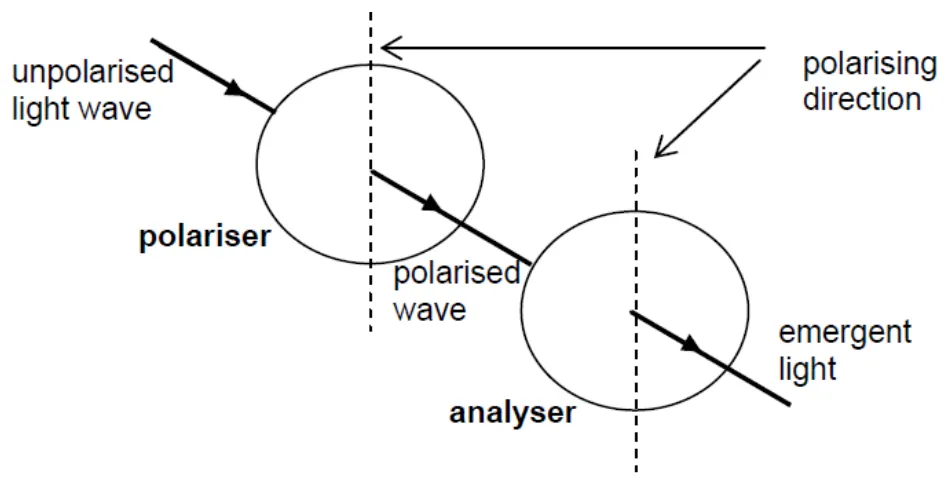 unpolarised
light wave
polarising
direction
polariser
polarised
wave
emergent
light
analyser